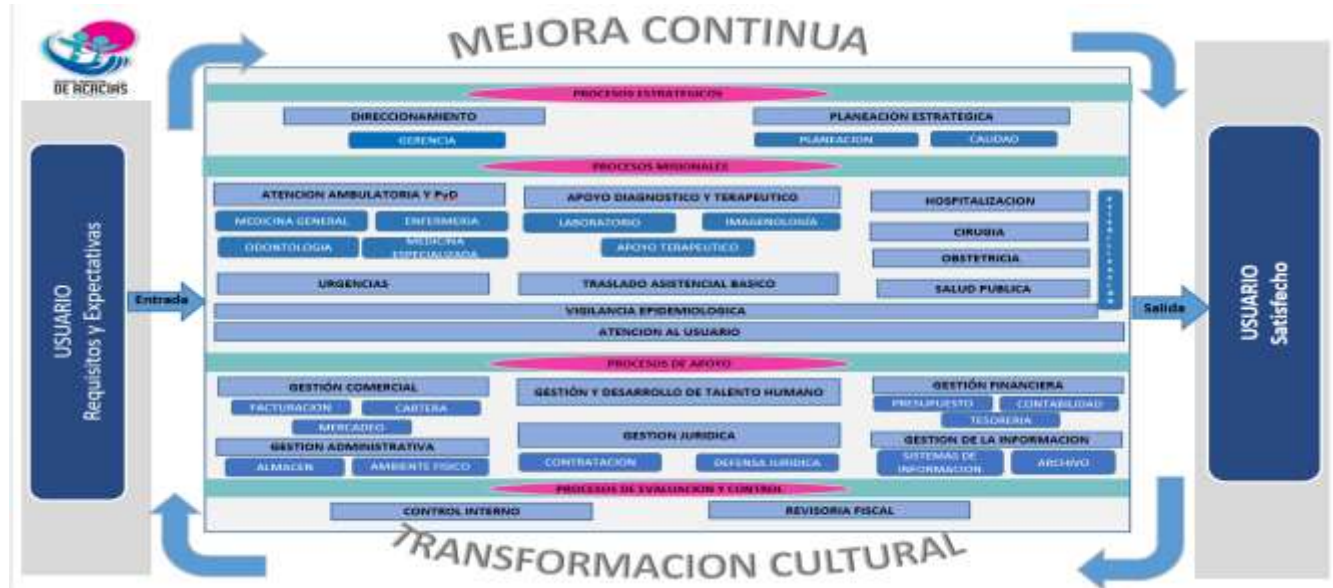 MEJORA CONTINUA
DE ACACIAS
PROCESOS ESTRATEGICOS
DIRECCIONAMIENTO
PLANEACION ESTRATEGICA
GERENCIA
PLANEACION
CALIDAD
PROCESOS MISIONALES
ATENCION AMBULATORIA Y PyD
APOYO DIAGNOSTICO Y TERAPEUTICO
HOSPITALIZACION
MEDICINA GENERAL
ENFERMERIA
LABORATORIO
IMAGENOLOGÍA
CIRUGIA
ODONTOLOGIA
MEDICINA
ESPECIALIZADA
APOYO TERAPEUTICO
OBSTETRICIA
URGENCIAS
TRASLADO ASISTENCIAL BASICO
SALUD PUBLICA
VIGILANCIA EPIDEMIOLOGICA
ATENCION AL USUARIO
USUARIO
Requisitos y Expectativas
Entrada
Salida
USUARIO
Satisfecho
PROCESOS DE APOYO
GESTIÓN COMERCIAL
GESTIÓN Y DESARROLLO DE TALENTO HUMANO
GESTIÓN FINANCIERA
FACTURACION
CARTERA
PRESUPUESTO
CONTABILIDAD
MERCADEO
TESORERIA
GESTION ADMINISTRATIVA
GESTION JURIDICA
GESTION DE LA INFORMACION
ALMACEN
AMBIENTE FISICO
CONTRATACION
DEFENSA JURIDICA
SISTEMAS DE
INFORMACION
ARCHIVO
PROCESOS DE EVALUACION Y CONTROL
CONTROL INTERNO
REVISORIA FISCAL
TRANSFORMACION CULTURAL